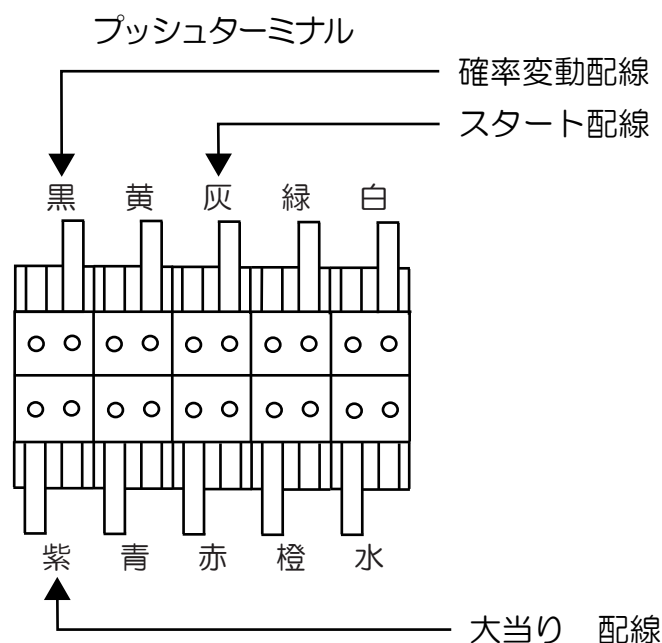 プッシュターミナル
確率変動配線
スタート配線
黒 黄 灰 緑 白
紫 青 赤 橙 水
大当り 配線